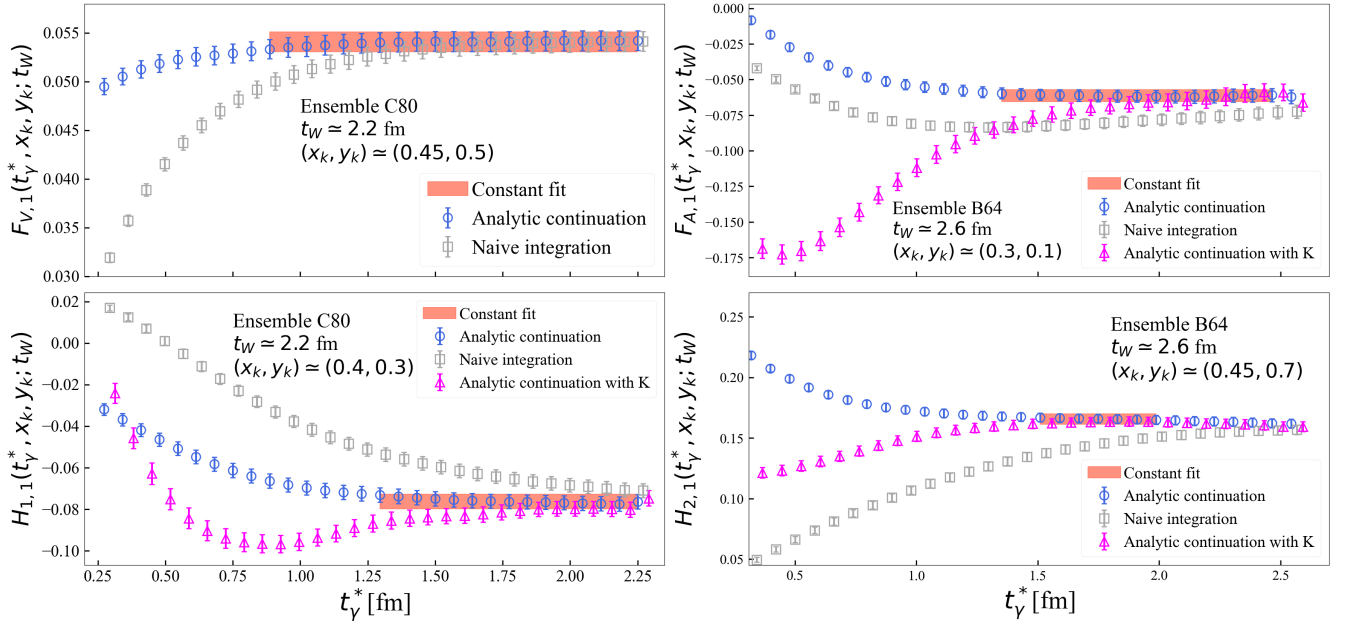 F_{V,1}(t_γ^*, x_k, y_k; t_W)
0.055
0.050
0.045
0.040
0.035
0.030
Ensemble C80
t_W ≃ 2.2 fm
(x_k, y_k) ≃ (0.45, 0.5)
Constant fit
Analytic continuation
Naive integration
F_{A,1}(t_γ^*, x_k, y_k; t_W)
0.000
−0.025
−0.050
−0.075
−0.100
−0.125
−0.150
−0.175
Ensemble B64
t_W ≃ 2.6 fm
(x_k, y_k) ≃ (0.3, 0.1)
Constant fit
Analytic continuation
Naive integration
Analytic continuation with K
H_{1,1}(t_γ^*, x_k, y_k; t_W)
0.02
0.00
−0.02
−0.04
−0.06
−0.08
−0.10
Ensemble C80
t_W ≃ 2.2 fm
(x_k, y_k) ≃ (0.4, 0.3)
Constant fit
Analytic continuation
Naive integration
Analytic continuation with K
0.25 0.50 0.75 1.00 1.25 1.50 1.75 2.00 2.25
t_γ^* [fm]
H_{2,1}(t_γ^*, x_k, y_k; t_W)
0.25
0.20
0.15
0.10
0.05
Ensemble B64
t_W ≃ 2.6 fm
(x_k, y_k) ≃ (0.45, 0.7)
Constant fit
Analytic continuation
Naive integration
Analytic continuation with K
0.5 1.0 1.5 2.0 2.5
t_γ^* [fm]